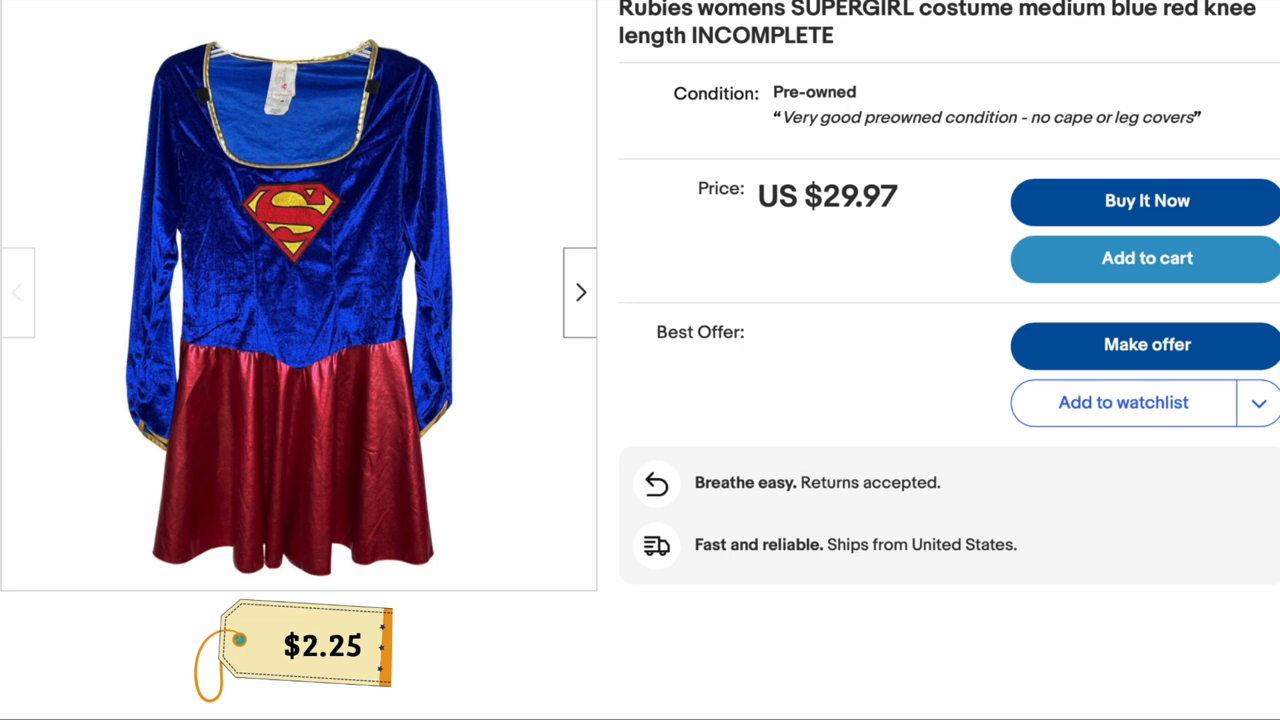 Rubies womens SUPERGIRL costume medium blue red knee
length INCOMPLETE
Condition: Pre-owned
“Very good preowned condition - no cape or leg covers”
Price: US $29.97
Buy It Now
Add to cart
Best Offer:
Make offer
Add to watchlist
Breathe easy. Returns accepted.
Fast and reliable. Ships from United States.
$2.25